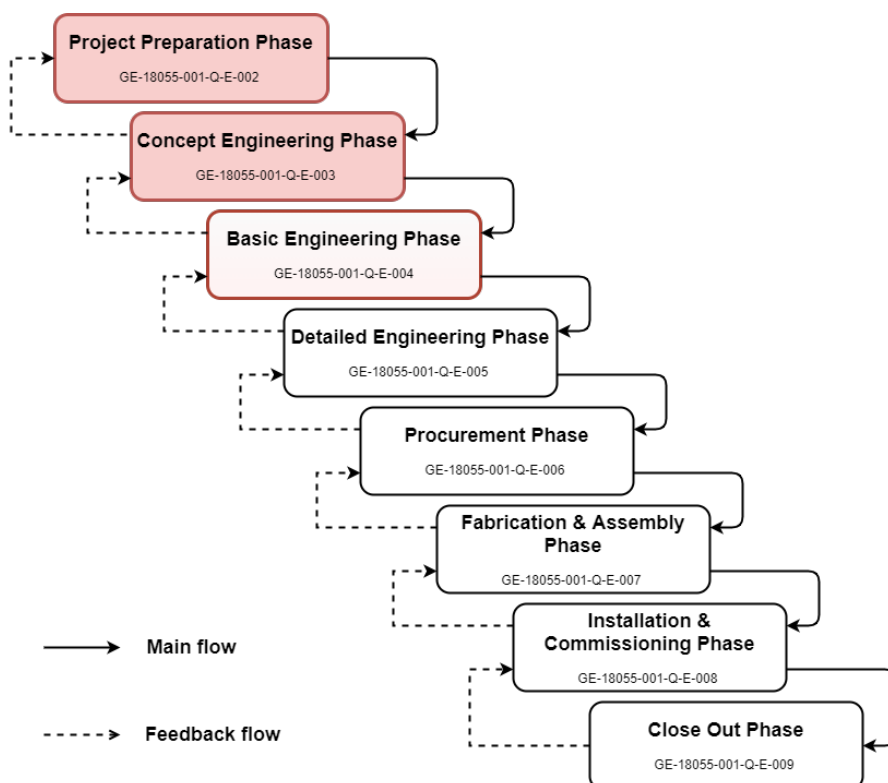 Project Preparation Phase
GE-18055-001-Q-E-002
Concept Engineering Phase
GE-18055-001-Q-E-003
Basic Engineering Phase
GE-18055-001-Q-E-004
Detailed Engineering Phase
GE-18055-001-Q-E-005
Procurement Phase
GE-18055-001-Q-E-006
Fabrication & Assembly
Phase
GE-18055-001-Q-E-007
Installation &
Commissioning Phase
GE-18055-001-Q-E-008
Close Out Phase
GE-18055-001-Q-E-009
Main flow
Feedback flow